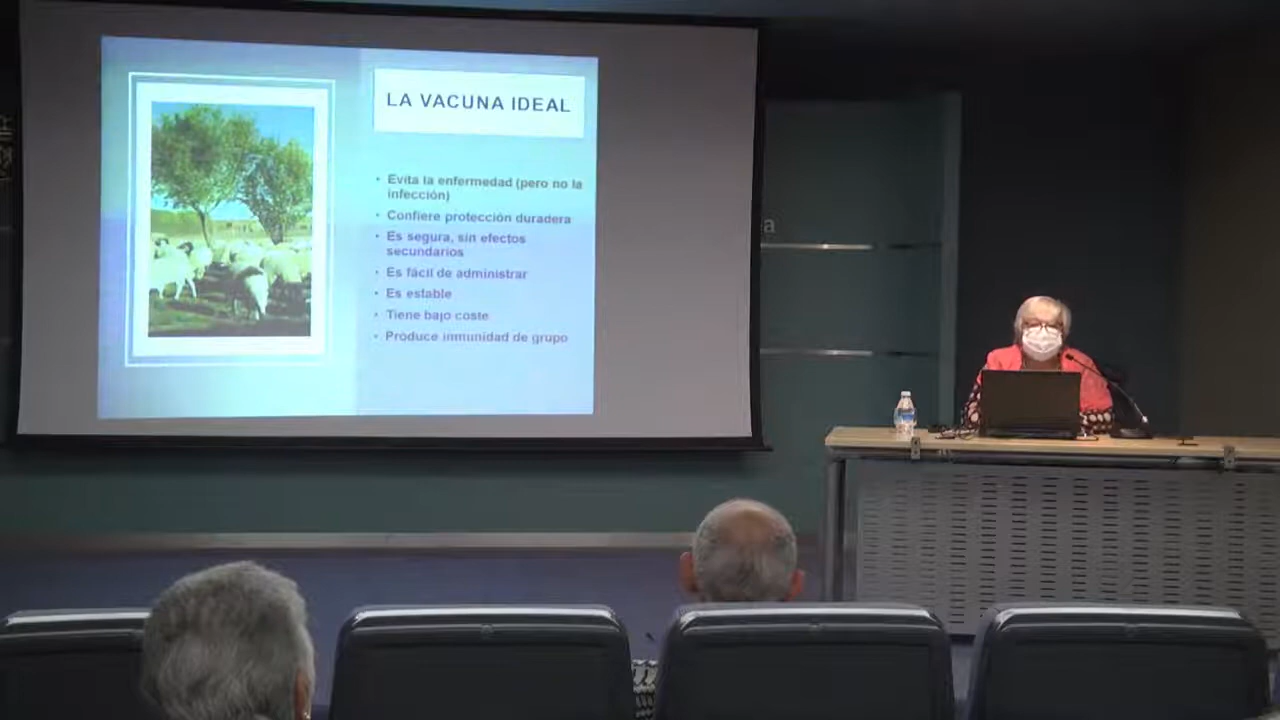 LA VACUNA IDEAL
• Evita la enfermedad (pero no la
infección)
• Confiere protección duradera
• Es segura, sin efectos
secundarios
• Es fácil de administrar
• Es estable
• Tiene bajo coste
• Produce inmunidad de grupo
a